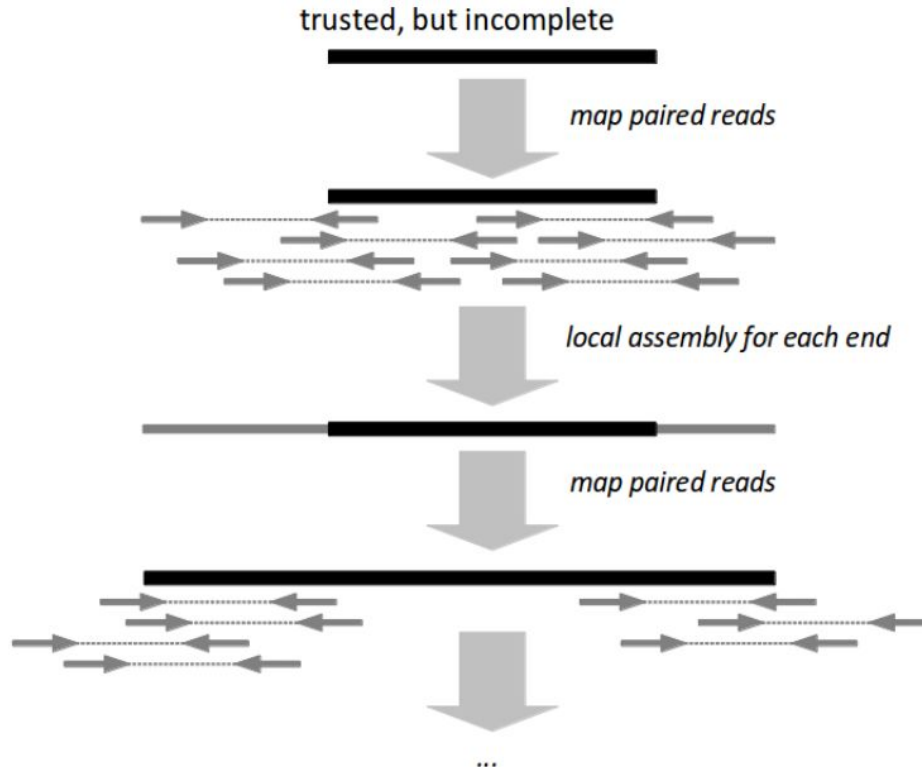 trusted, but incomplete
map paired reads
local assembly for each end
map paired reads
...